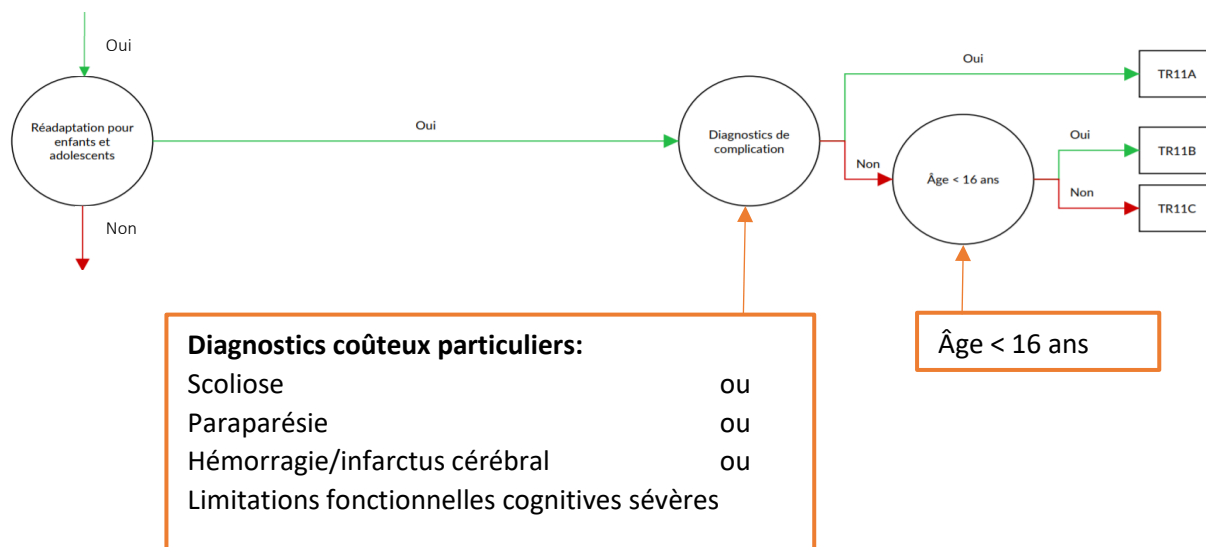 Oui
Réadaptation pour
enfants et
adolescents
Non
Oui
Diagnostics de
complication
Oui
Non
Âge < 16 ans
Oui
Non
TR11A
TR11B
TR11C
Diagnostics coûteux particuliers:
Scoliose ou
Paraparésie ou
Hémorragie/infarctus cérébral ou
Limitations fonctionnelles cognitives sévères
Âge < 16 ans